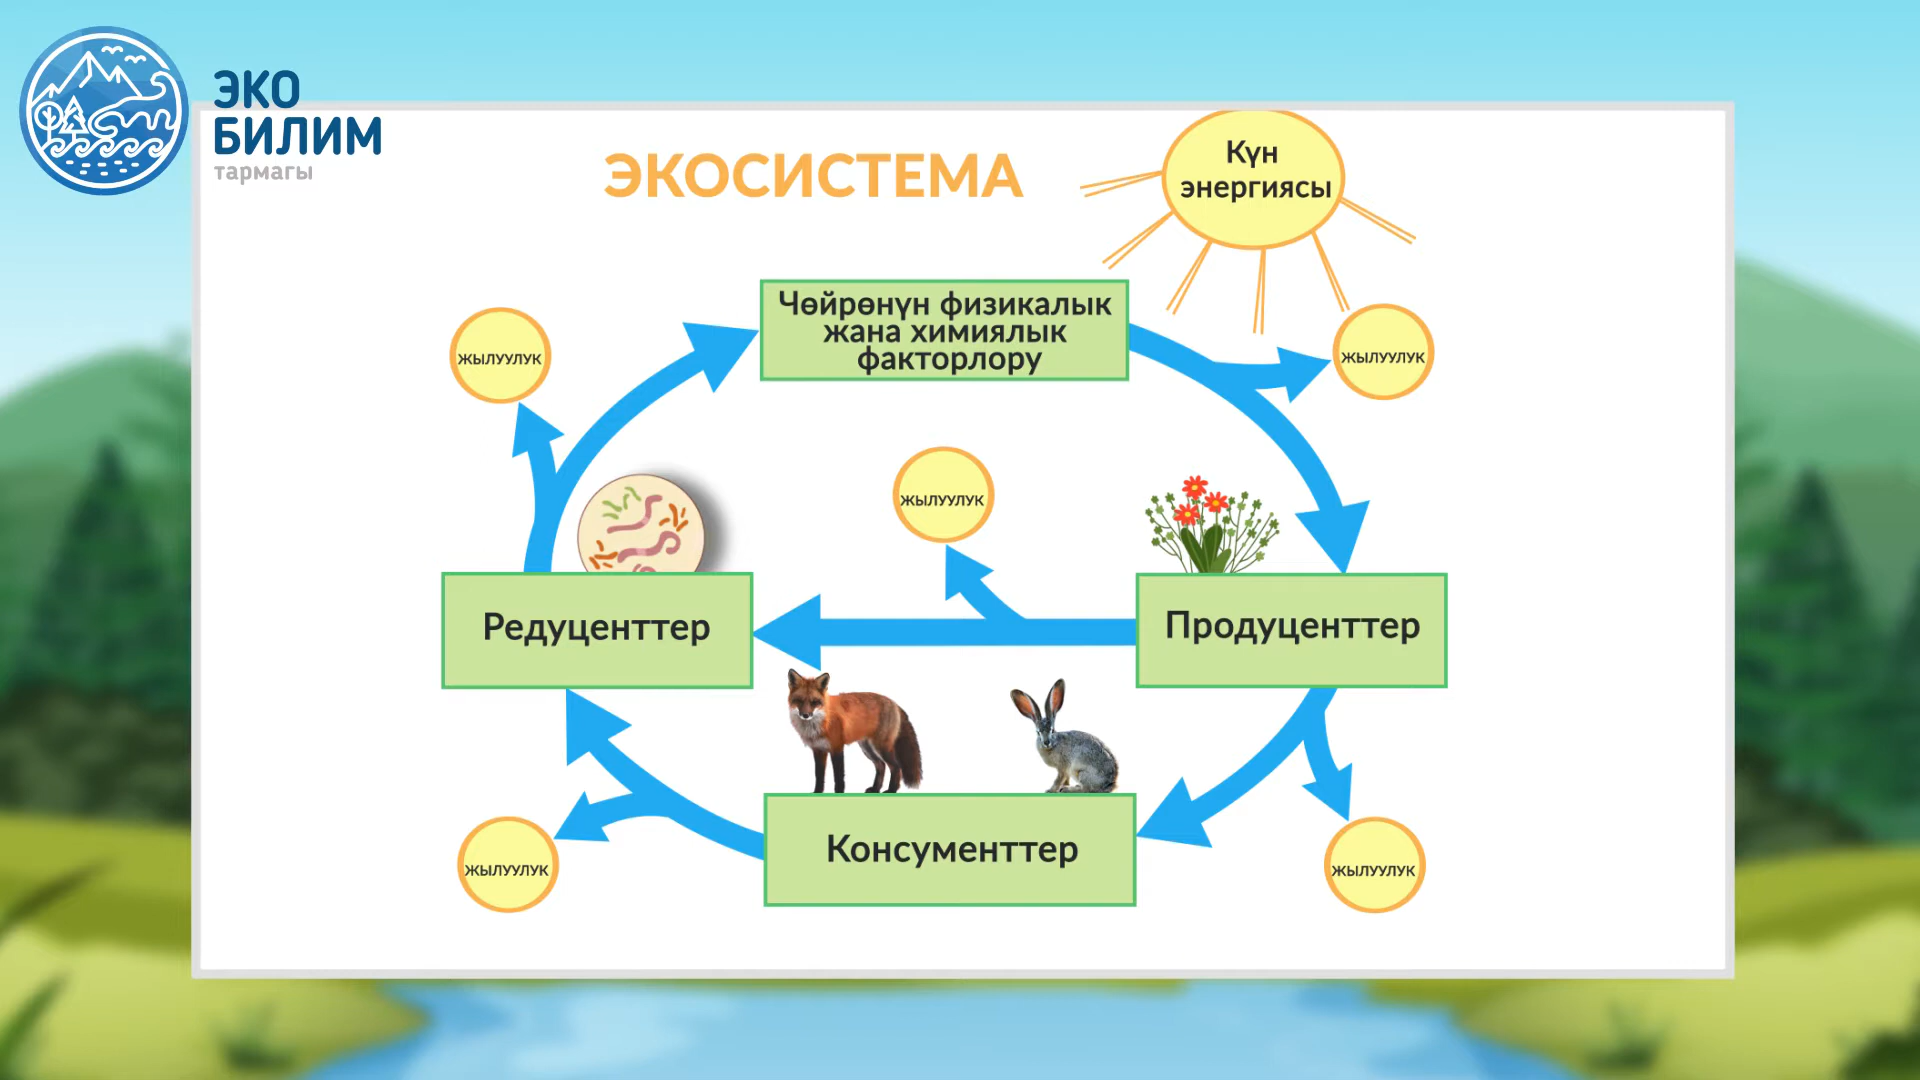 ЭКО
БИЛИМ
тармагы
ЭКОСИСТЕМА
Күн
энергиясы
Чөйрөнүн физикалык
жана химиялык
факторлору
ЖЫЛУУЛУК
ЖЫЛУУЛУК
ЖЫЛУУЛУК
Редуценттер
Продуценттер
Консументтер
ЖЫЛУУЛУК
ЖЫЛУУЛУК